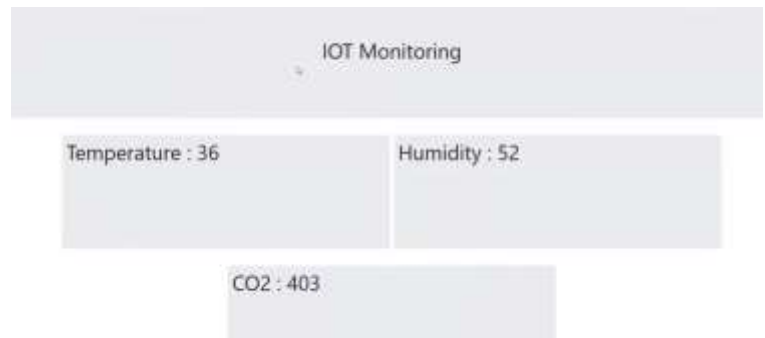 IOT Monitoring
Temperature : 36
Humidity : 52
CO2 : 403